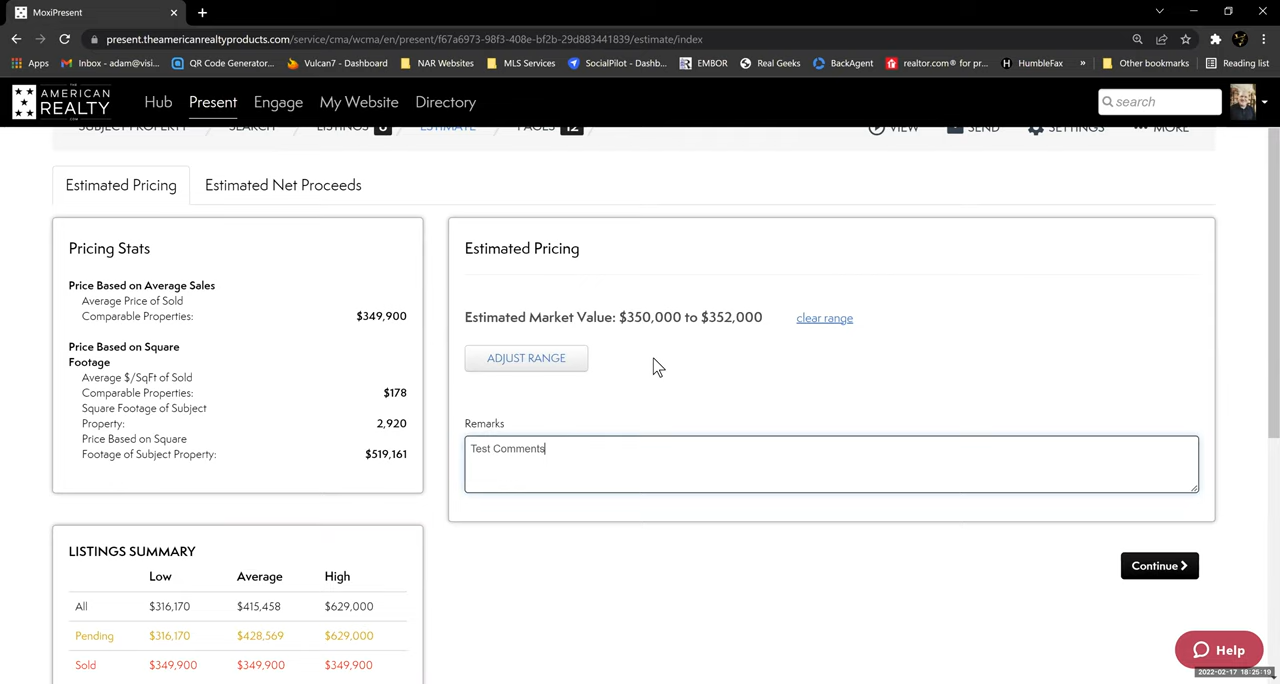 MoxiPresent
present.theamericanrealtyproducts.com/service/cma/wcma/en/present/f67a6973-98f3-408e-bf2b-29d883441839/estimate/index
Apps
Inbox - adam@visi...
QR Code Generator...
Vulcan7 - Dashboard
NAR Websites
MLS Services
SocialPilot - Dashb...
EMBOR
Real Geeks
BackAgent
realtor.com® for pr...
HumbleFax
»
Other bookmarks
Reading list
THE
AMERICAN
REALTY
.COM
Hub
Present
Engage
My Website
Directory
search
SUBJECT PROPERTY
SEARCH
LISTINGS 8
ESTIMATE
PAGES 12
VIEW
SEND
SETTINGS
MORE
Estimated Pricing
Estimated Net Proceeds
Pricing Stats
Price Based on Average Sales
Average Price of Sold
Comparable Properties: $349,900
Price Based on Square
Footage
Average $/SqFt of Sold
Comparable Properties: $178
Square Footage of Subject
Property: 2,920
Price Based on Square
Footage of Subject Property: $519,161
Estimated Pricing
Estimated Market Value: $350,000 to $352,000 clear range
ADJUST RANGE
Remarks
Test Comments
LISTINGS SUMMARY
Low Average High
All $316,170 $415,458 $629,000
Pending $316,170 $428,569 $629,000
Sold $349,900 $349,900 $349,900
Continue
Help
2022-02-17 18:25:19